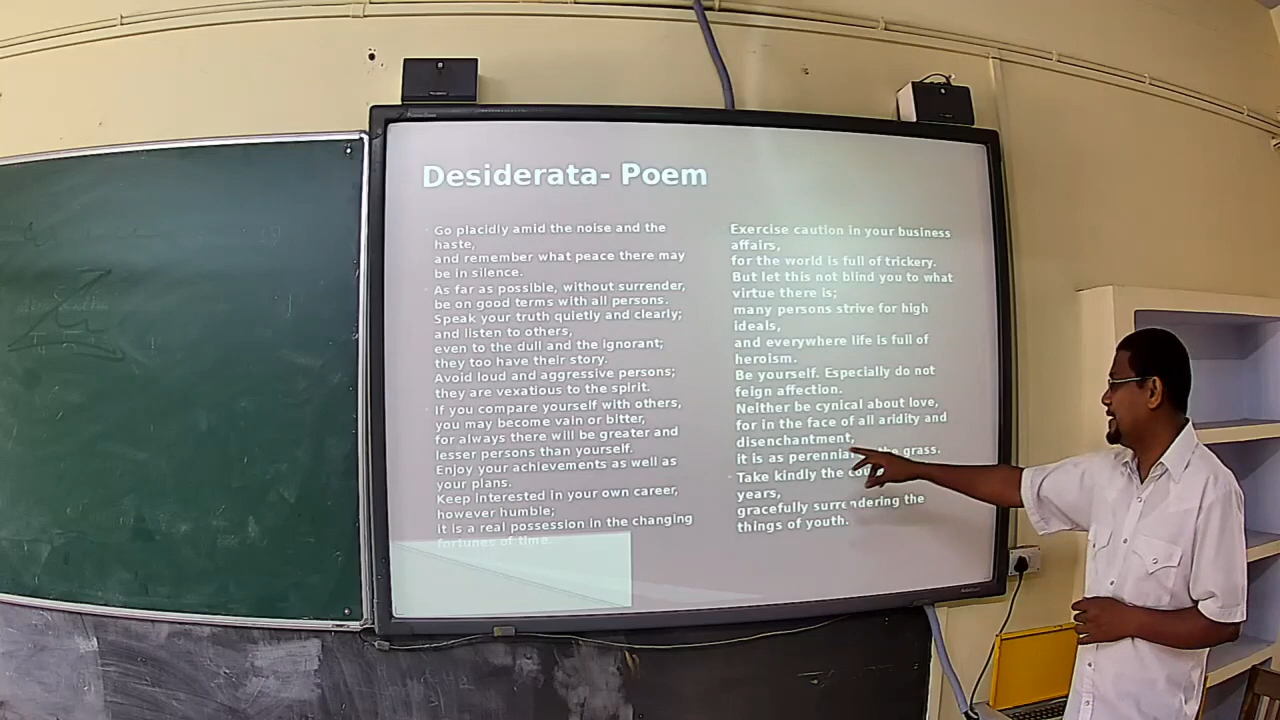 Desiderata- Poem
Go placidly amid the noise and the
haste,
and remember what peace there may
be in silence.
As far as possible, without surrender,
be on good terms with all persons.
Speak your truth quietly and clearly;
and listen to others,
even to the dull and the ignorant;
they too have their story.
Avoid loud and aggressive persons;
they are vexatious to the spirit.
If you compare yourself with others,
you may become vain or bitter,
for always there will be greater and
lesser persons than yourself.
Enjoy your achievements as well as
your plans.
Keep interested in your own career,
however humble;
it is a real possession in the changing
fortunes of time.
Exercise caution in your business
affairs,
for the world is full of trickery.
But let this not blind you to what
virtue there is;
many persons strive for high
ideals,
and everywhere life is full of
heroism.
Be yourself. Especially do not
feign affection.
Neither be cynical about love,
for in the face of all aridity and
disenchantment,
it is as perennial the grass.
Take kindly the
years,
gracefully surrendering the
things of youth.